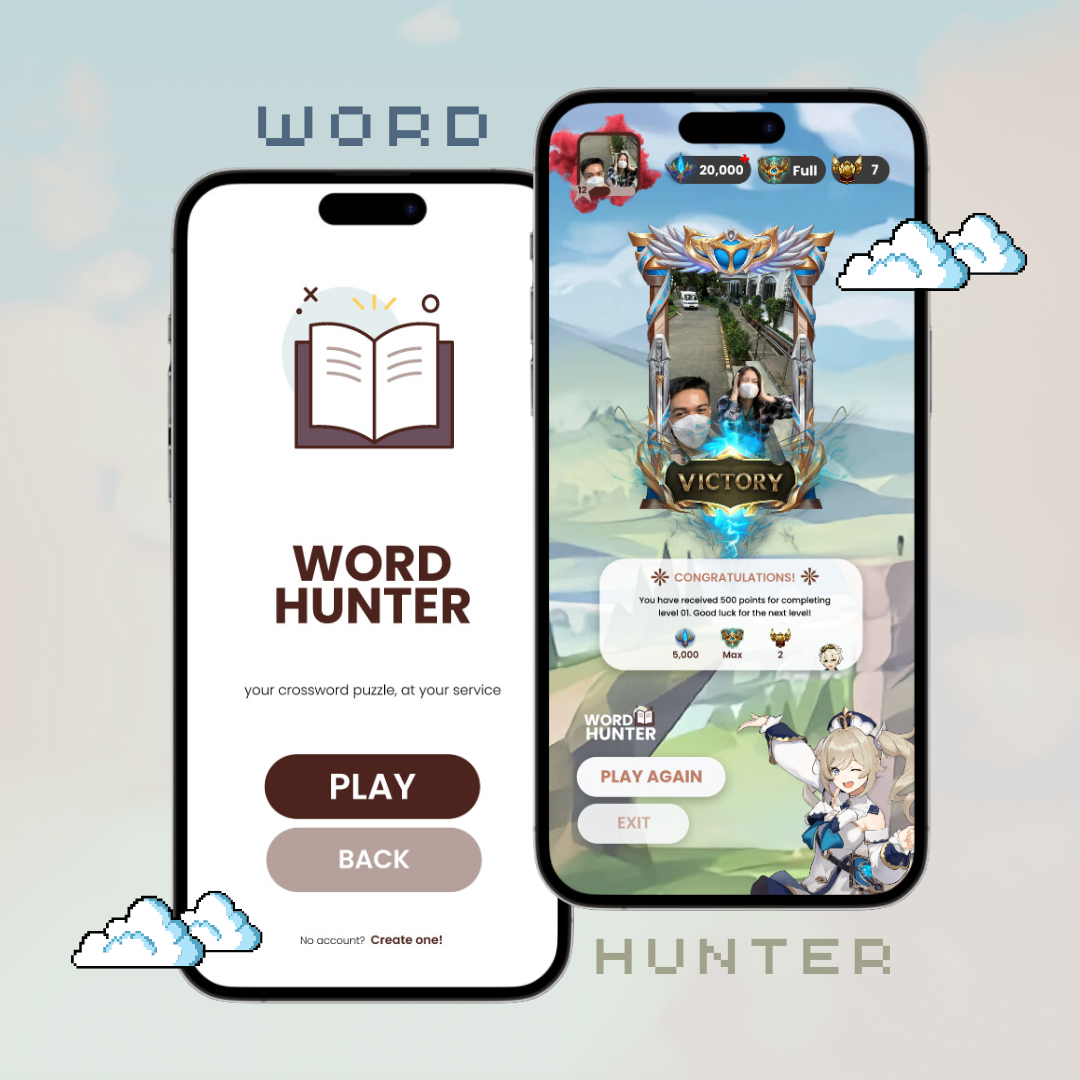 WORD
WORD
HUNTER
your crossword puzzle, at your service
PLAY
BACK
No account? Create one!
12
20,000
Full
7
VICTORY
CONGRATULATIONS!
You have received 500 points for completing
level 01. Good luck for the next level!
5,000
Max
2
WORD
HUNTER
PLAY AGAIN
EXIT
HUNTER